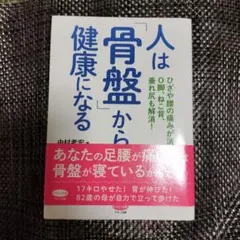 ひざや腰の痛みが消
O脚、ねこ背、
垂れ尻も解消!
人は
「骨盤」から
健康になる
あなたの足腰が痛
骨盤が寝ているか
17キロやせた! 背が伸びた!
82歳の母が自力で立って歩けた